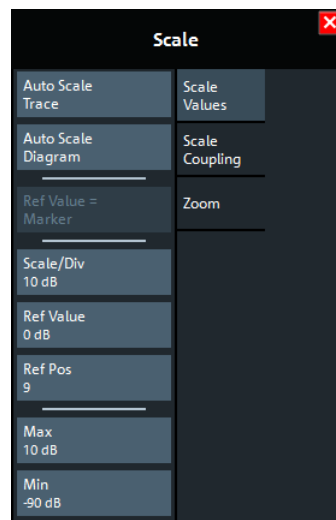 Scale
Auto Scale
Trace
Auto Scale
Diagram
Ref Value =
Marker
Scale/Div
10 dB
Ref Value
0 dB
Ref Pos
9
Max
10 dB
Min
-90 dB
Scale
Values
Scale
Coupling
Zoom